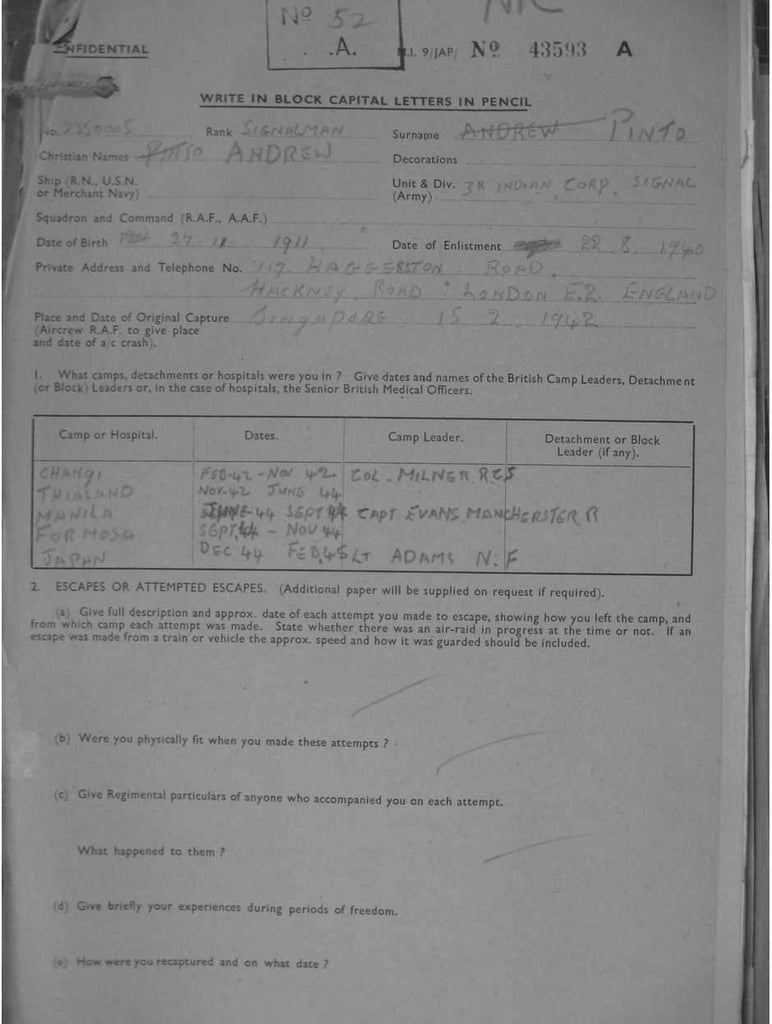 Nº 52
.A.
NFIDENTIAL
.I. 9/JAP/ Nº 43593 A
WRITE IN BLOCK CAPITAL LETTERS IN PENCIL
No. Rank SIGNALMAN Surname ANDREW PINTO
Christian Names PINTO ANDREW Decorations
Ship (R.N., U.S.N. or Merchant Navy) Unit & Div. (Army) 3R INDIAN CORP. SIGNAL
Squadron and Command (R.A.F., A.A.F.)
Date of Birth 27 11 1911 Date of Enlistment 22 8 1940
Private Address and Telephone No. 117 HAGGERSTON ROAD.
HACKNEY ROAD : LONDON E.2. ENGLAND
Place and Date of Original Capture SINGAPORE 15 2 1942
(Aircrew R.A.F. to give place
and date of a/c crash).
1. What camps, detachments or hospitals were you in ? Give dates and names of the British Camp Leaders, Detachment
(or Block) Leaders or, in the case of hospitals, the Senior British Medical Officers.
Camp or Hospital. Dates. Camp Leader. Detachment or Block
Leader (if any).
CHANGI FEB-42 - NOV 42 COL. MILNER RCS
THIALAND NOV.42 JUNE 44
MANILA JUNE-44 SEPT 44 CAPT EVANS MANCHERSTER R
FORMOSA SEPT.44 - NOV 44
JAPAN DEC 44 FEB.45 LT ADAMS N.F
2. ESCAPES OR ATTEMPTED ESCAPES. (Additional paper will be supplied on request if required).
(a) Give full description and approx. date of each attempt you made to escape, showing how you left the camp, and
from which camp each attempt was made. State whether there was an air-raid in progress at the time or not. If an
escape was made from a train or vehicle the approx. speed and how it was guarded should be included.
(b) Were you physically fit when you made these attempts ?
(c) Give Regimental particulars of anyone who accompanied you on each attempt.
What happened to them ?
(d) Give briefly your experiences during periods of freedom.
(e) How were you recaptured and on what date ?